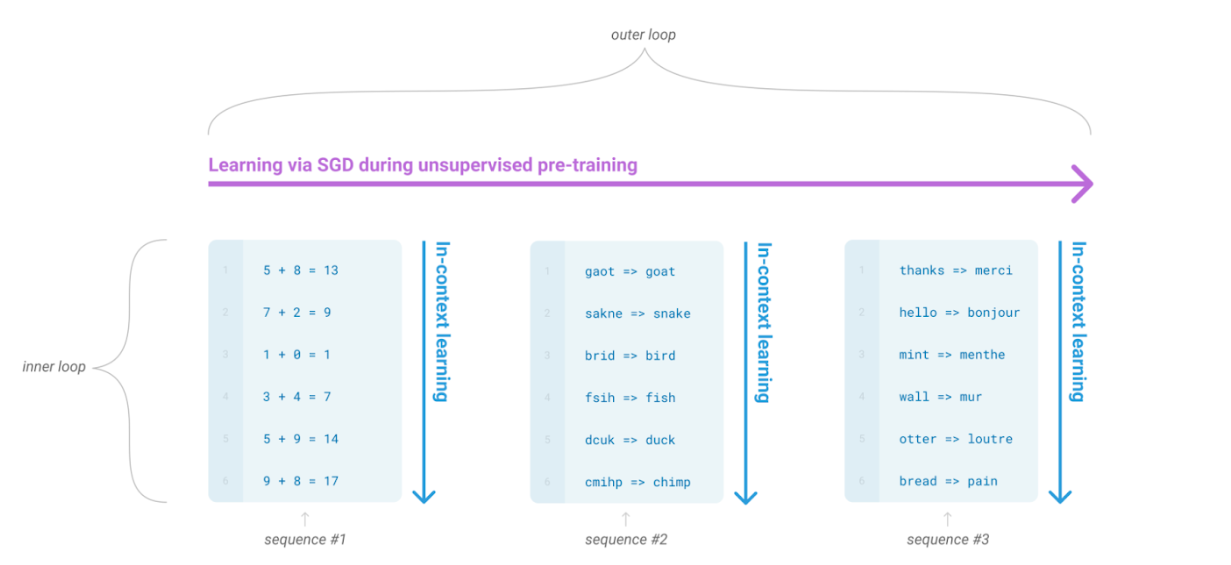 outer loop
Learning via SGD during unsupervised pre-training
inner loop
1 5 + 8 = 13
2 7 + 2 = 9
3 1 + 0 = 1
4 3 + 4 = 7
5 5 + 9 = 14
6 9 + 8 = 17
In-context learning
sequence #1
1 gaot => goat
2 sakne => snake
3 brid => bird
4 fsih => fish
5 dcuk => duck
6 cmihp => chimp
In-context learning
sequence #2
1 thanks => merci
2 hello => bonjour
3 mint => menthe
4 wall => mur
5 otter => loutre
6 bread => pain
In-context learning
sequence #3